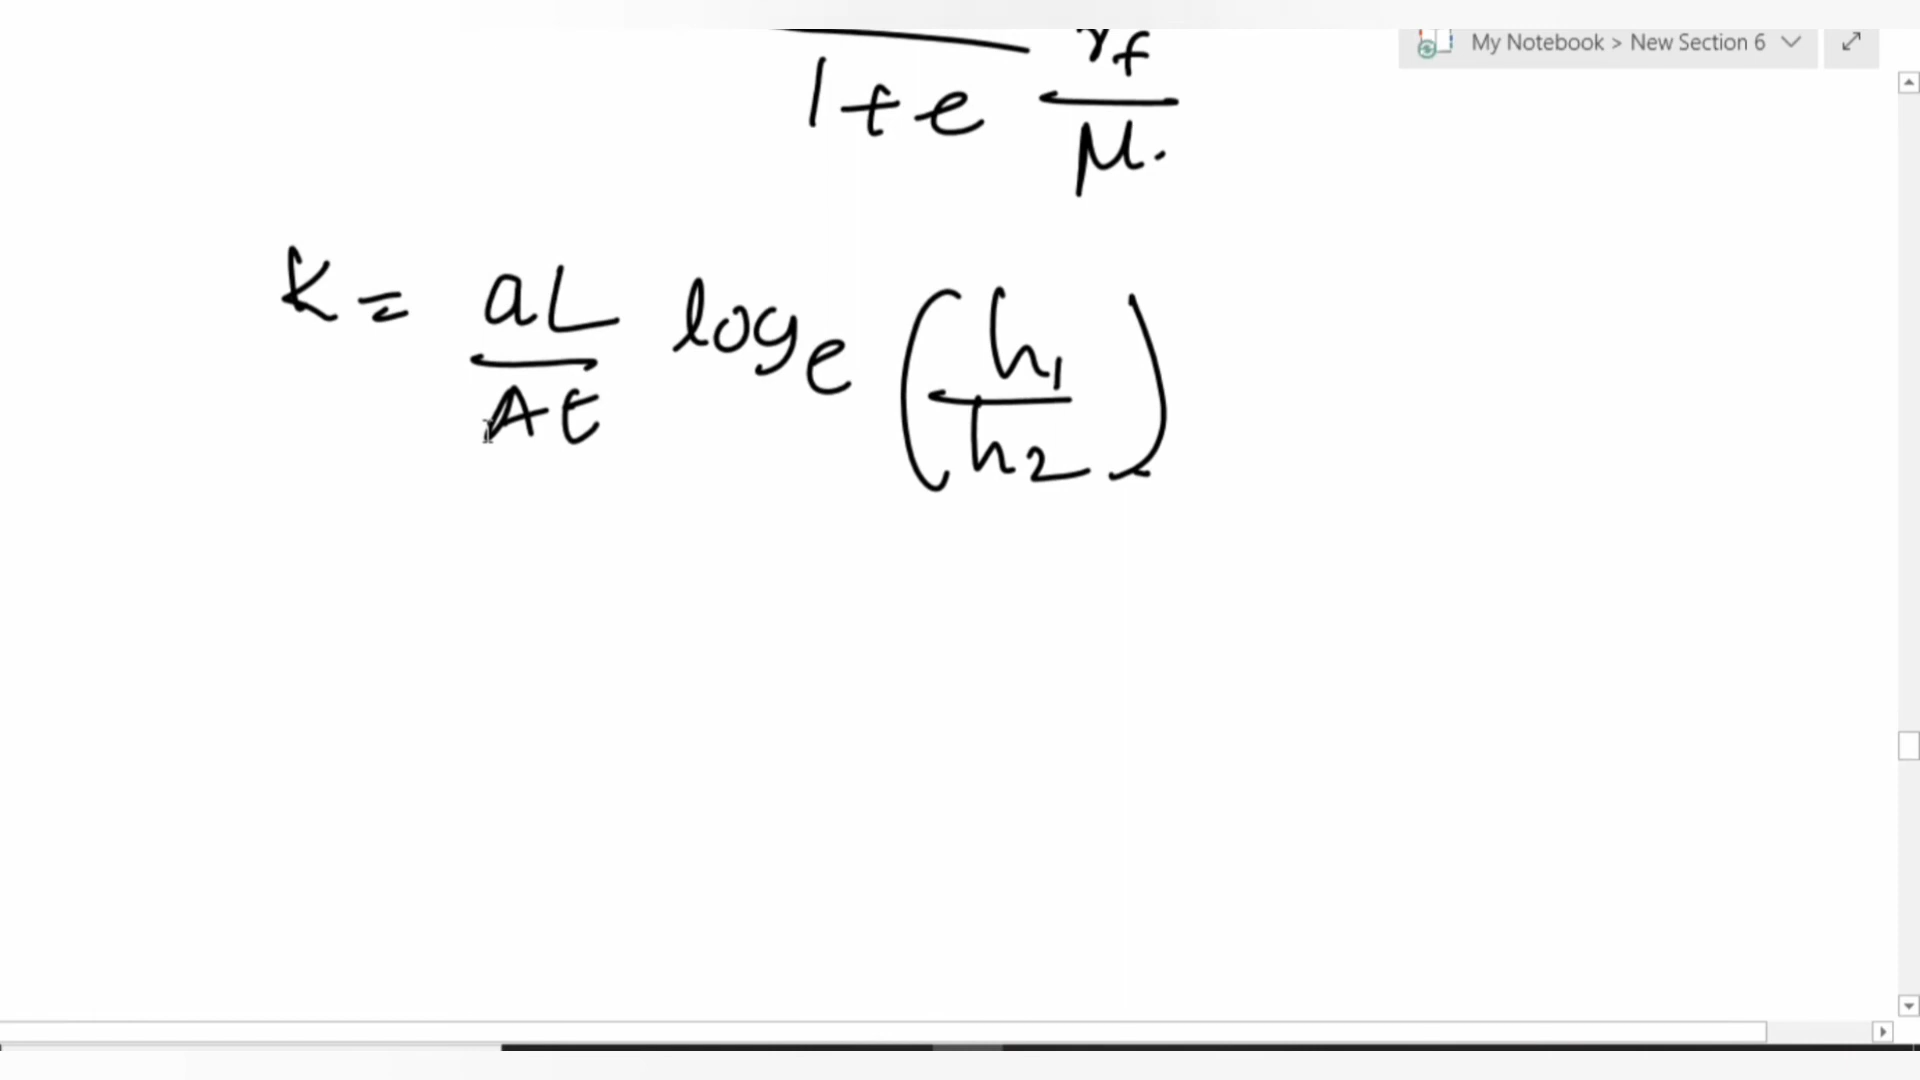 My Notebook > New Section 6
γf
1+e μ.
K = aL/At logₑ (h₁/h₂)